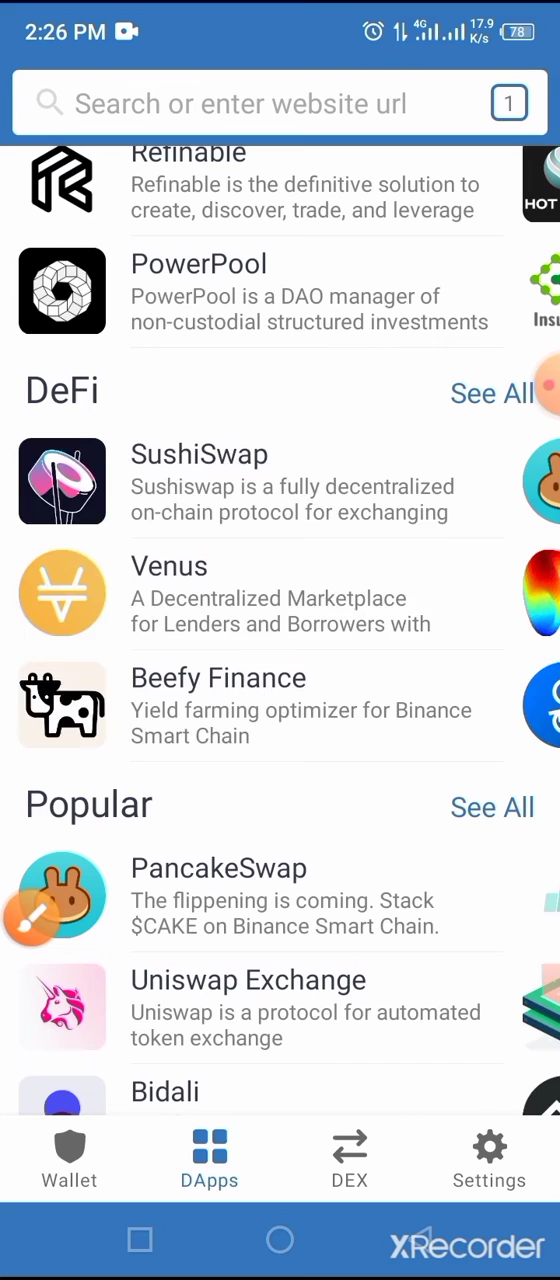 2:26 PM
4G
17.9
K/s
78
Search or enter website url
1
Refinable
Refinable is the definitive solution to
create, discover, trade, and leverage
HOT
PowerPool
PowerPool is a DAO manager of
non-custodial structured investments
Insu
DeFi
See All
SushiSwap
Sushiswap is a fully decentralized
on-chain protocol for exchanging
Venus
A Decentralized Marketplace
for Lenders and Borrowers with
Beefy Finance
Yield farming optimizer for Binance
Smart Chain
Popular
See All
PancakeSwap
The flippening is coming. Stack
$CAKE on Binance Smart Chain.
Uniswap Exchange
Uniswap is a protocol for automated
token exchange
Bidali
Wallet
DApps
DEX
Settings
XRecorder